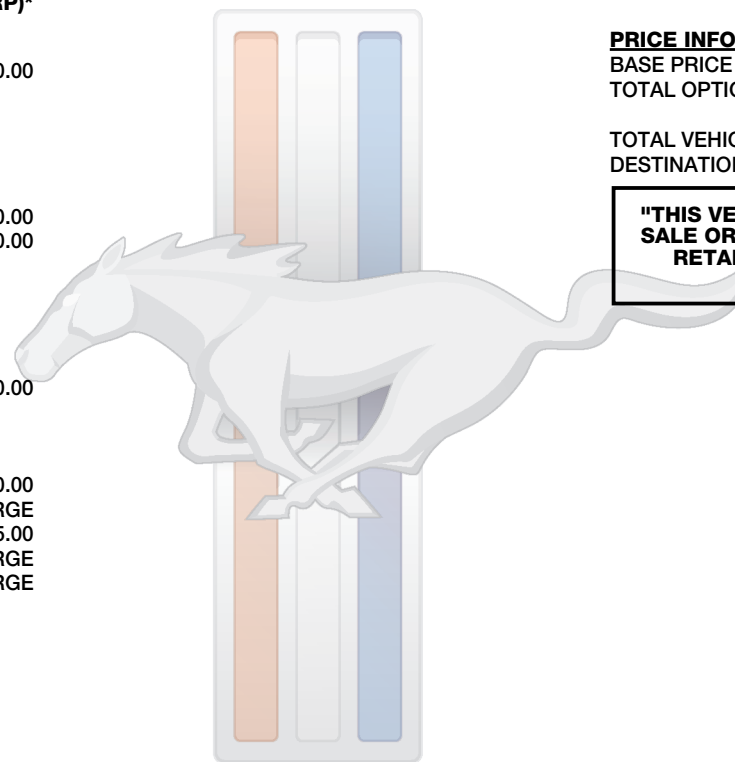 RP)*
0.00
0.00
0.00
0.00
0.00
RGE
5.00
RGE
RGE
PRICE INFO
BASE PRICE
TOTAL OPTIO
TOTAL VEHIC
DESTINATION
"THIS VE
SALE OR
RETAI